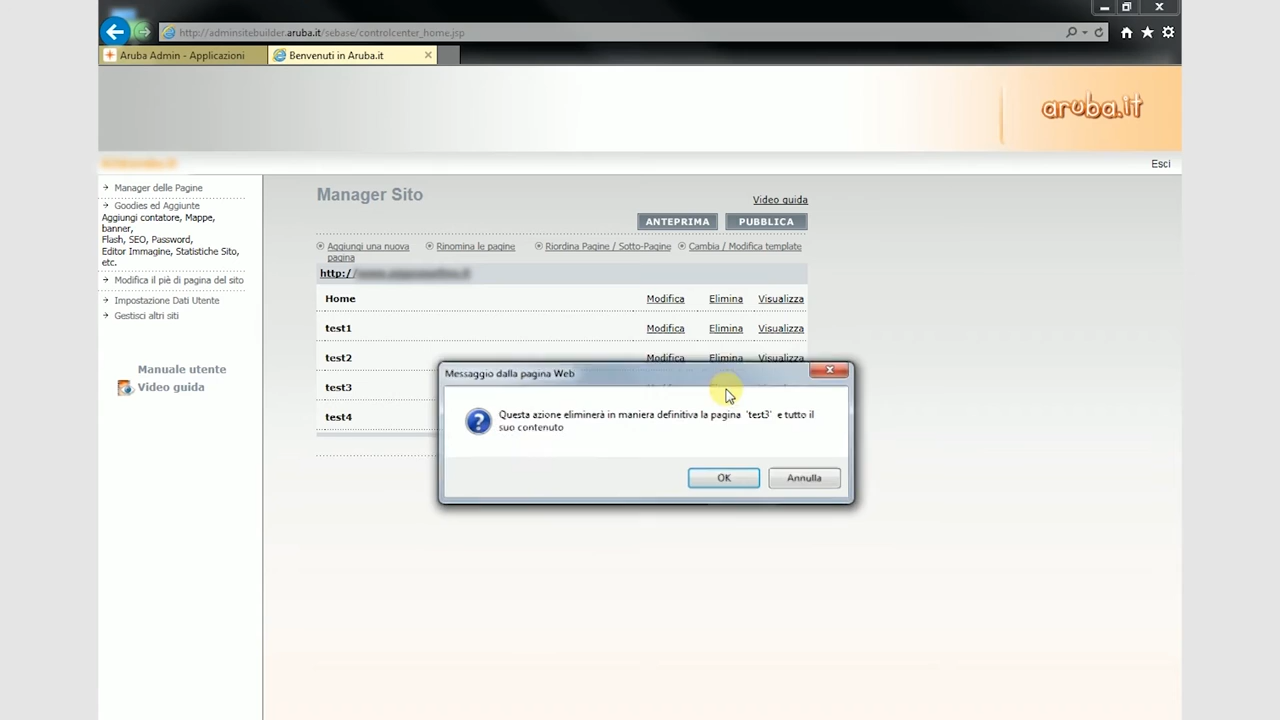 http://adminsitebuilder.aruba.it/sebase/controlcenter_home.jsp
Aruba Admin - Applicazioni
Benvenuti in Aruba.it
aruba.it
Esci
Manager delle Pagine
Goodies ed Aggiunte
Aggiungi contatore, Mappe,
banner,
Flash, SEO, Password,
Editor Immagine, Statistiche Sito,
etc.
Modifica il piè di pagina del sito
Impostazione Dati Utente
Gestisci altri siti
Manuale utente
Video guida
Manager Sito
Video guida
ANTEPRIMA PUBBLICA
Aggiungi una nuova
pagina
Rinomina le pagine
Riordina Pagine / Sotto-Pagine
Cambia / Modifica template
http://
Home Modifica Elimina Visualizza
test1 Modifica Elimina Visualizza
test2 Modifica Elimina Visualizza
test3
test4
Messaggio dalla pagina Web
Questa azione eliminerà in maniera definitiva la pagina 'test3' e tutto il
suo contenuto
OK Annulla